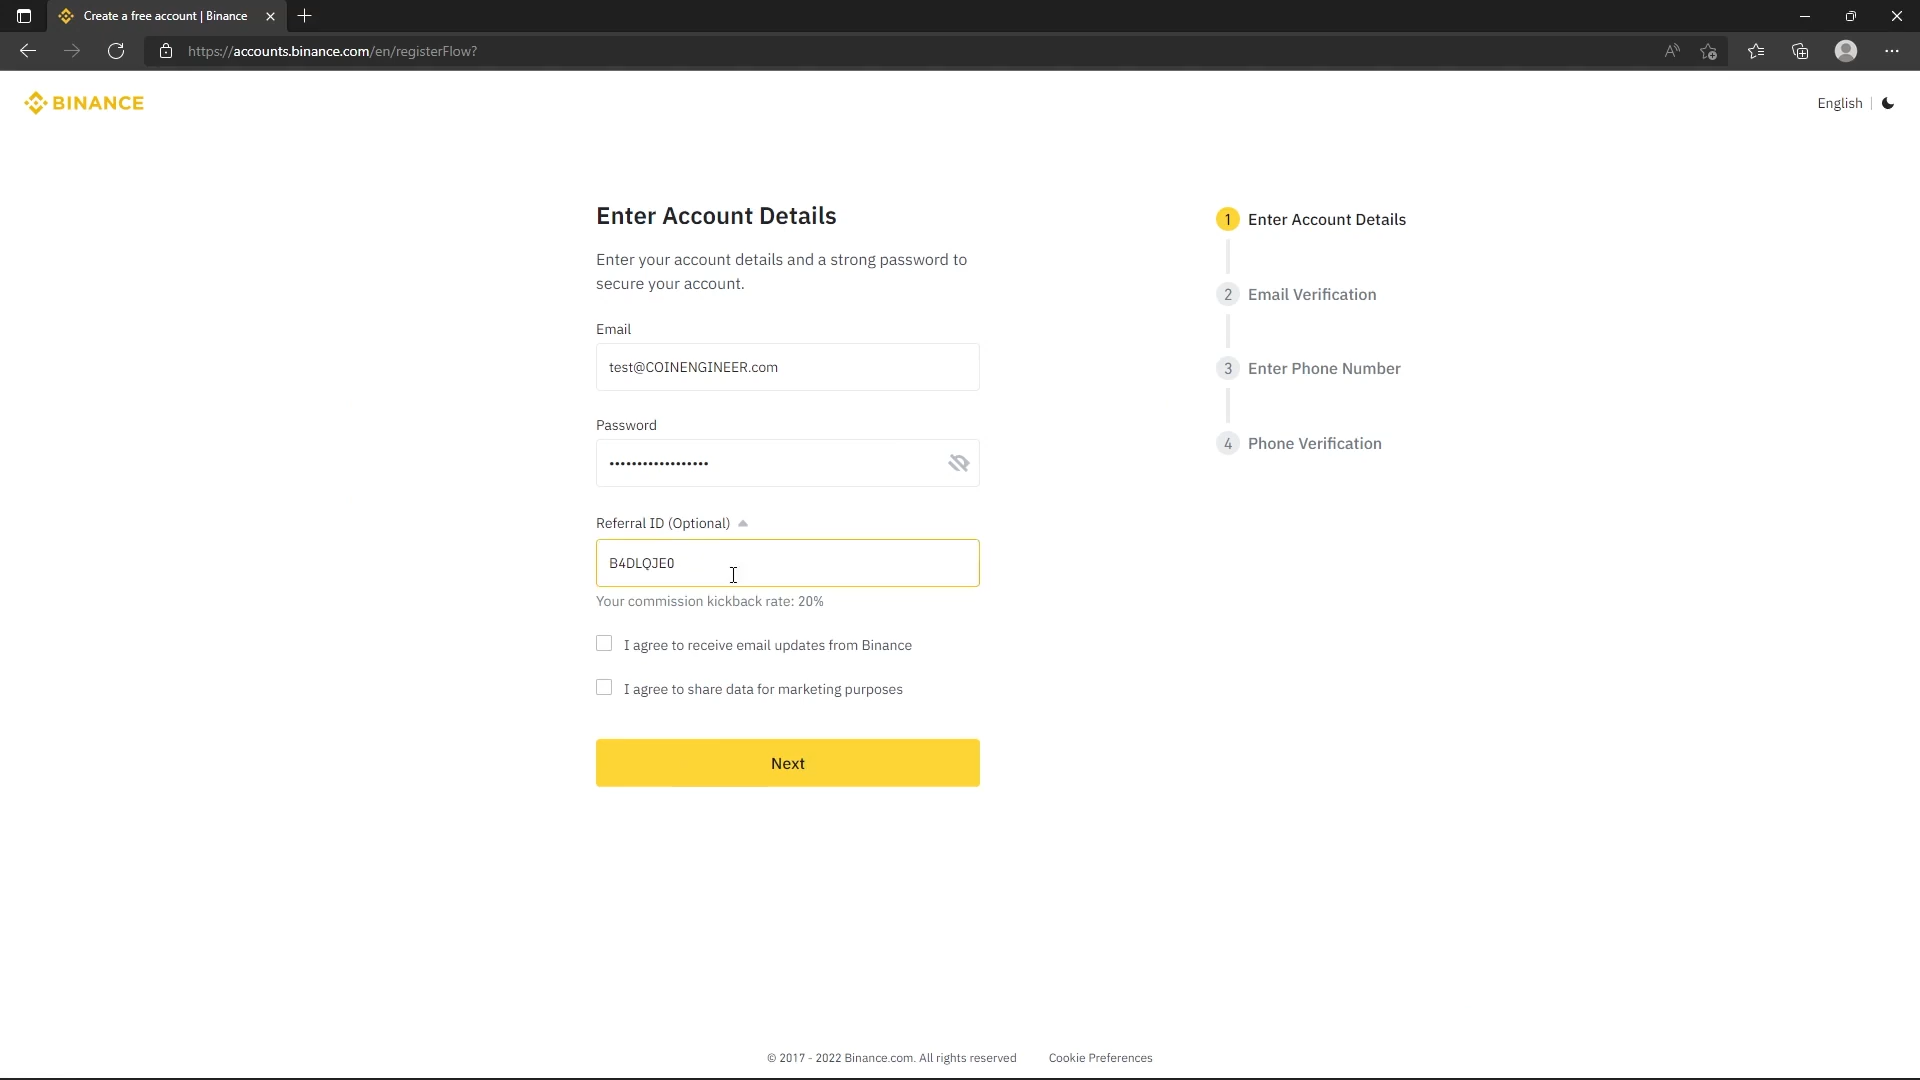 Create a free account | Binance
https://accounts.binance.com/en/registerFlow?
BINANCE
English
Enter Account Details
Enter your account details and a strong password to
secure your account.
Email
test@COINENGINEER.com
Password
••••••••••••••••••
Referral ID (Optional)
B4DLQJE0
Your commission kickback rate: 20%
I agree to receive email updates from Binance
I agree to share data for marketing purposes
Next
1 Enter Account Details
2 Email Verification
3 Enter Phone Number
4 Phone Verification
© 2017 - 2022 Binance.com. All rights reserved
Cookie Preferences